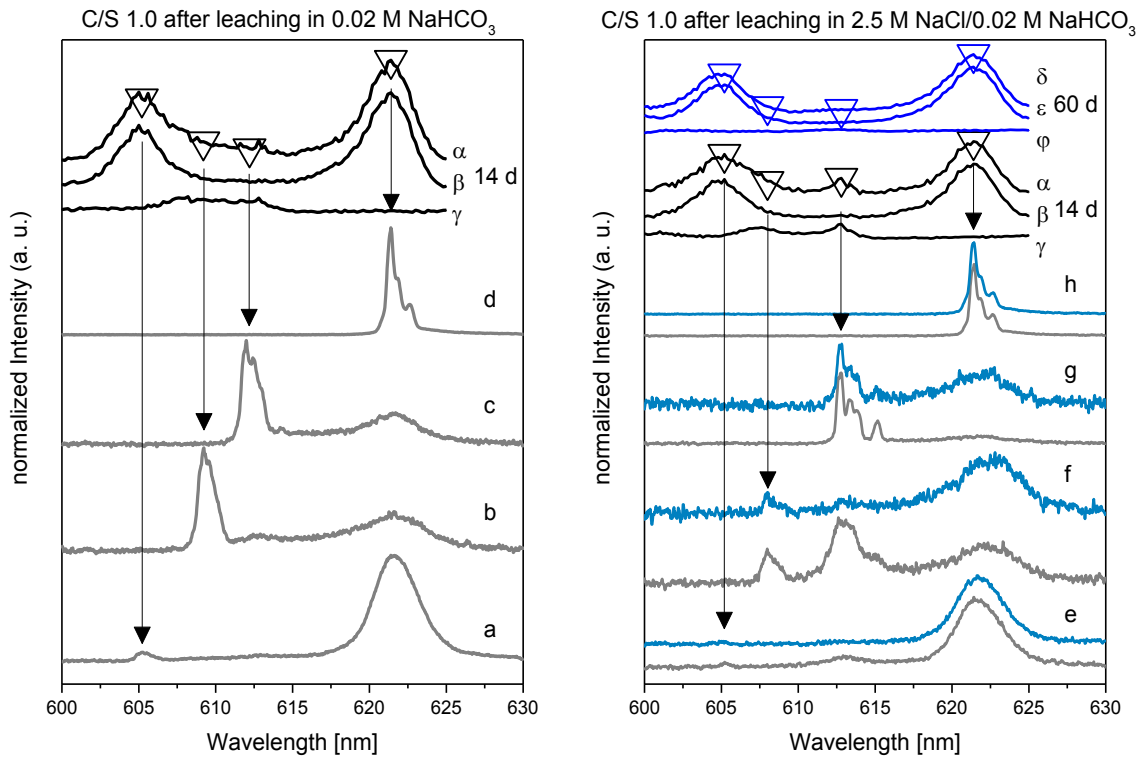 C/S 1.0 after leaching in 0.02 M NaHCO₃
normalized Intensity (a. u.)
α
β 14 d
γ
d
c
b
a
600 605 610 615 620 625 630
Wavelength [nm]
C/S 1.0 after leaching in 2.5 M NaCl/0.02 M NaHCO₃
normalized Intensity (a. u.)
δ
ε 60 d
φ
α
β 14 d
γ
h
g
f
e
600 605 610 615 620 625 630
Wavelength [nm]